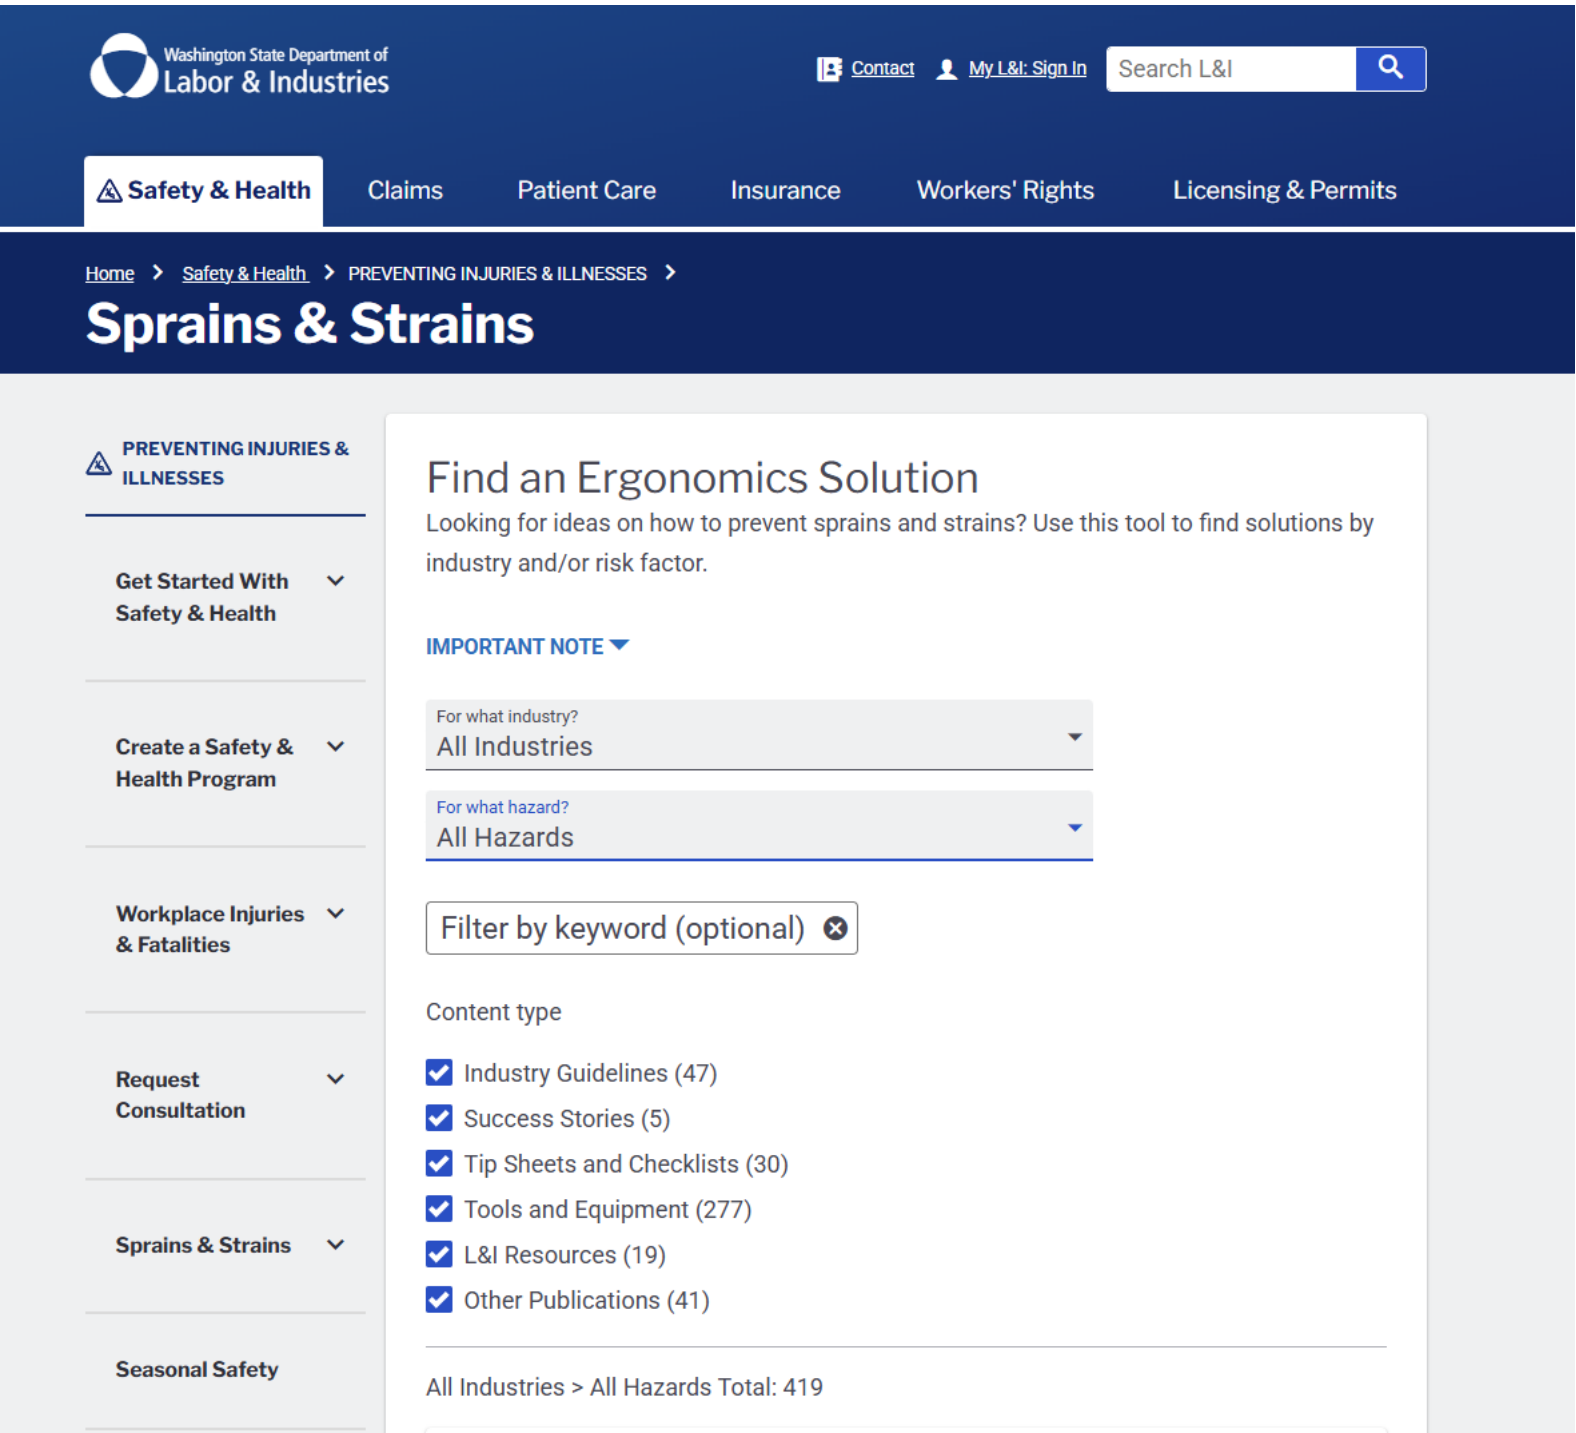 Washington State Department of
Labor & Industries
Contact
My L&I: Sign In
Search L&I
Safety & Health
Claims
Patient Care
Insurance
Workers' Rights
Licensing & Permits
Home
Safety & Health
PREVENTING INJURIES & ILLNESSES
Sprains & Strains
PREVENTING INJURIES &
ILLNESSES
Get Started With
Safety & Health
Create a Safety &
Health Program
Workplace Injuries
& Fatalities
Request
Consultation
Sprains & Strains
Seasonal Safety
Find an Ergonomics Solution
Looking for ideas on how to prevent sprains and strains? Use this tool to find solutions by
industry and/or risk factor.
IMPORTANT NOTE
For what industry?
All Industries
For what hazard?
All Hazards
Filter by keyword (optional)
Content type
Industry Guidelines (47)
Success Stories (5)
Tip Sheets and Checklists (30)
Tools and Equipment (277)
L&I Resources (19)
Other Publications (41)
All Industries > All Hazards Total: 419